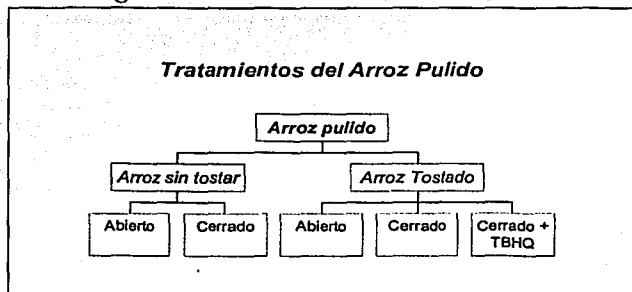 Tratamientos del Arroz Pulido
Arroz pulido
Arroz sin tostar
Arroz Tostado
Abierto
Cerrado
Abierto
Cerrado
Cerrado +
TBHQ